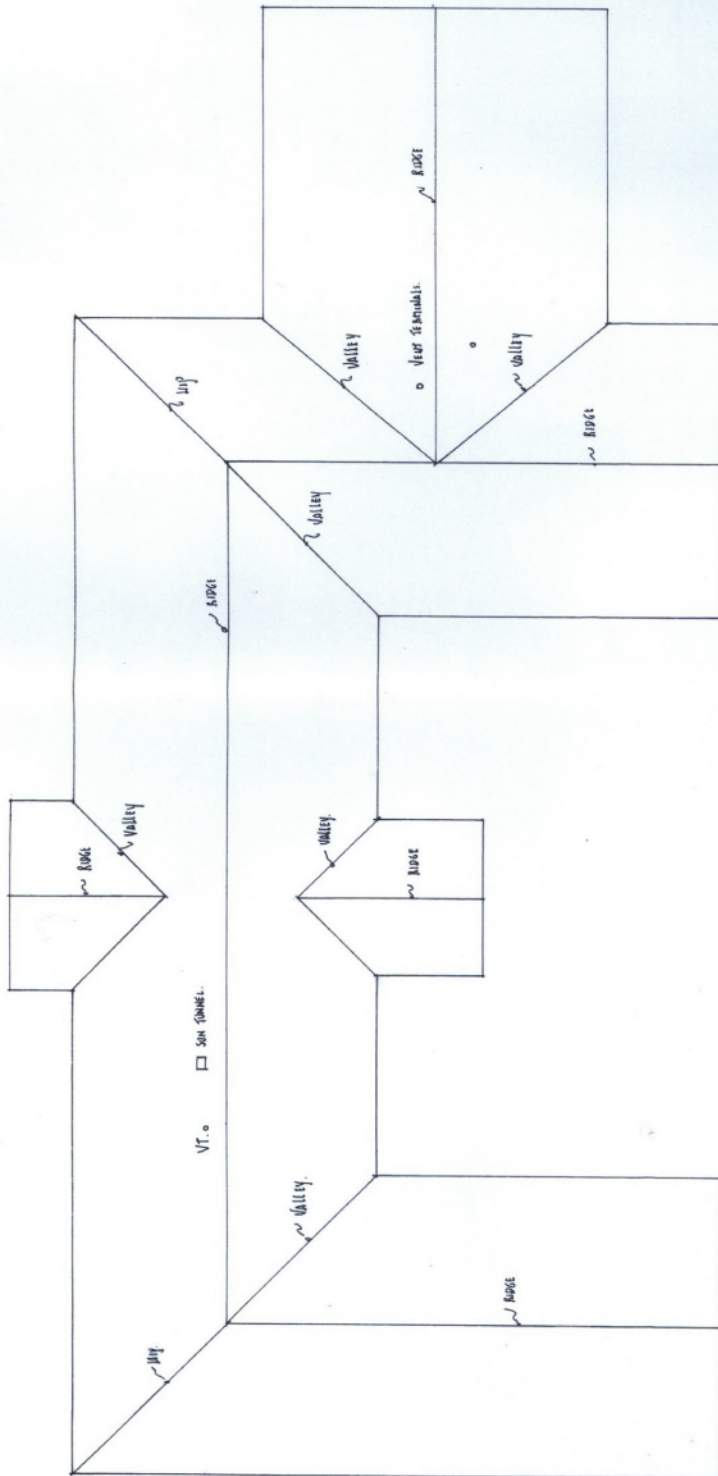 RIDGE
VENT TERMINALS.
VALLEY
VALLEY
HIP
RIDGE
VALLEY
RIDGE
VALLEY
RIDGE
VALLEY.
RIDGE
SUN TUNNEL.
VT.
VALLEY.
RIDGE
HIP.